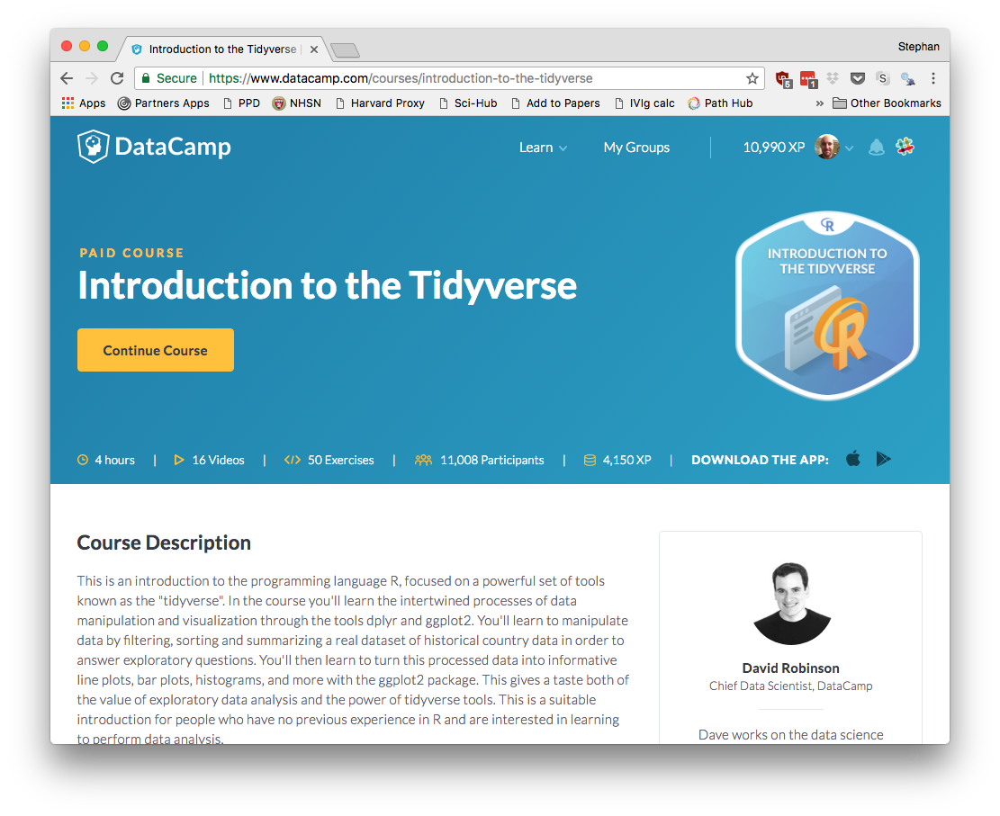 Introduction to the Tidyverse
Stephan
Secure
https://www.datacamp.com/courses/introduction-to-the-tidyverse
5
1
S
Apps
Partners Apps
PPD
NHSN
Harvard Proxy
Sci-Hub
Add to Papers
IVIg calc
Path Hub
»
Other Bookmarks
DataCamp
Learn
My Groups
10,990 XP
PAID COURSE
Introduction to the Tidyverse
Continue Course
R
INTRODUCTION TO
THE TIDYVERSE
R
4 hours | 16 Videos | </> 50 Exercises | 11,008 Participants | 4,150 XP | DOWNLOAD THE APP:
Course Description
This is an introduction to the programming language R, focused on a powerful set of tools
known as the "tidyverse". In the course you'll learn the intertwined processes of data
manipulation and visualization through the tools dplyr and ggplot2. You'll learn to manipulate
data by filtering, sorting and summarizing a real dataset of historical country data in order to
answer exploratory questions. You'll then learn to turn this processed data into informative
line plots, bar plots, histograms, and more with the ggplot2 package. This gives a taste both of
the value of exploratory data analysis and the power of tidyverse tools. This is a suitable
introduction for people who have no previous experience in R and are interested in learning
to perform data analysis.
David Robinson
Chief Data Scientist, DataCamp
Dave works on the data science